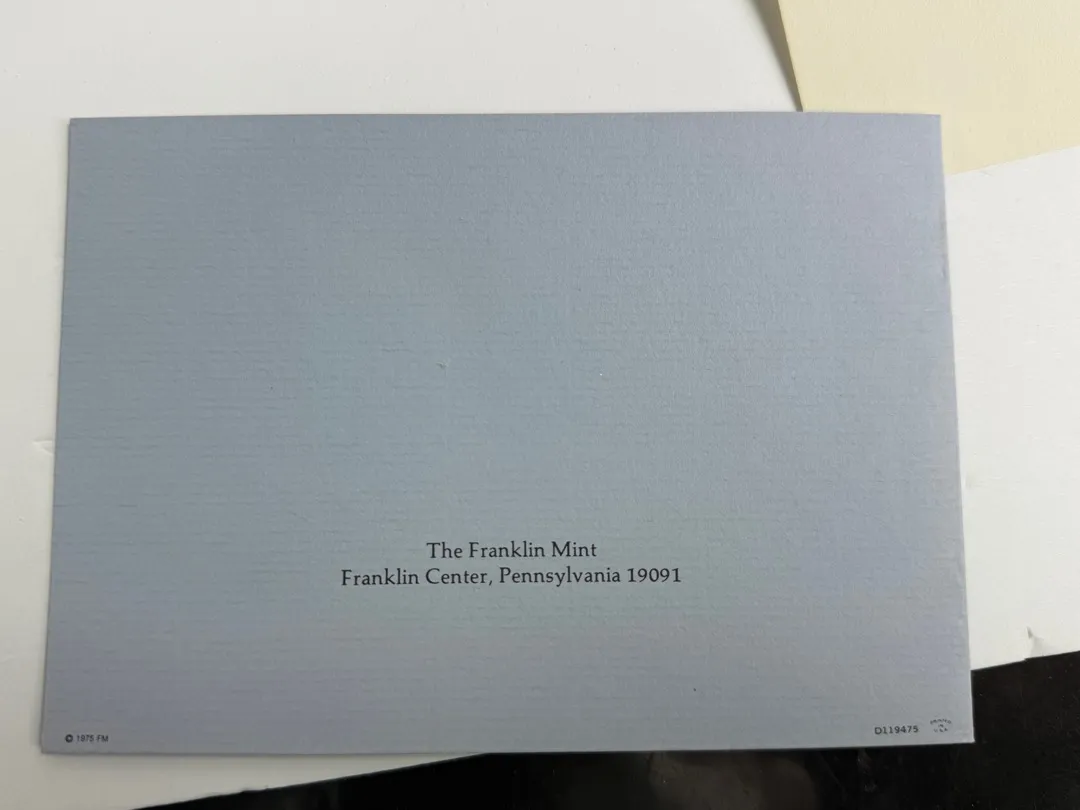 The Franklin Mint
Franklin Center, Pennsylvania 19091
© 1975 FM
D119475